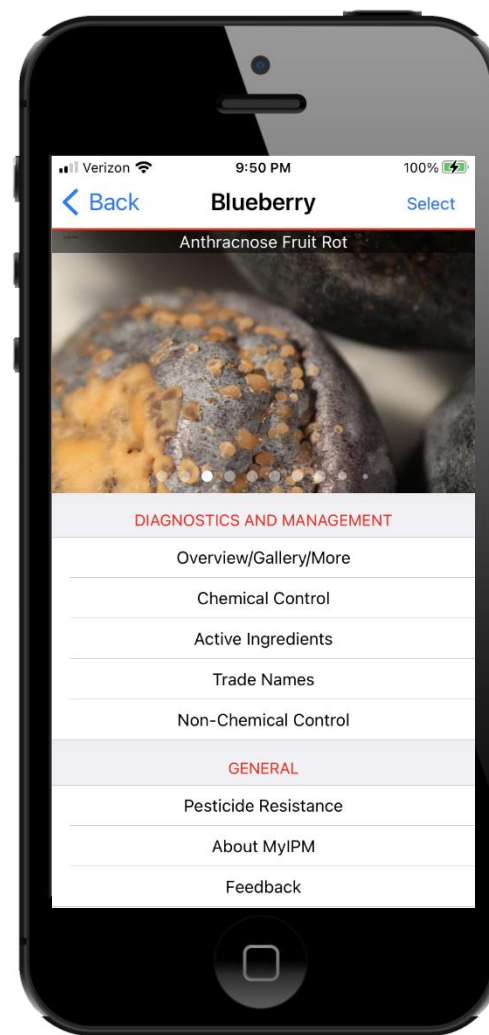 Verizon 9:50 PM 100%
Back Blueberry Select
Anthracnose Fruit Rot
DIAGNOSTICS AND MANAGEMENT
Overview/Gallery/More
Chemical Control
Active Ingredients
Trade Names
Non-Chemical Control
GENERAL
Pesticide Resistance
About MyIPM
Feedback